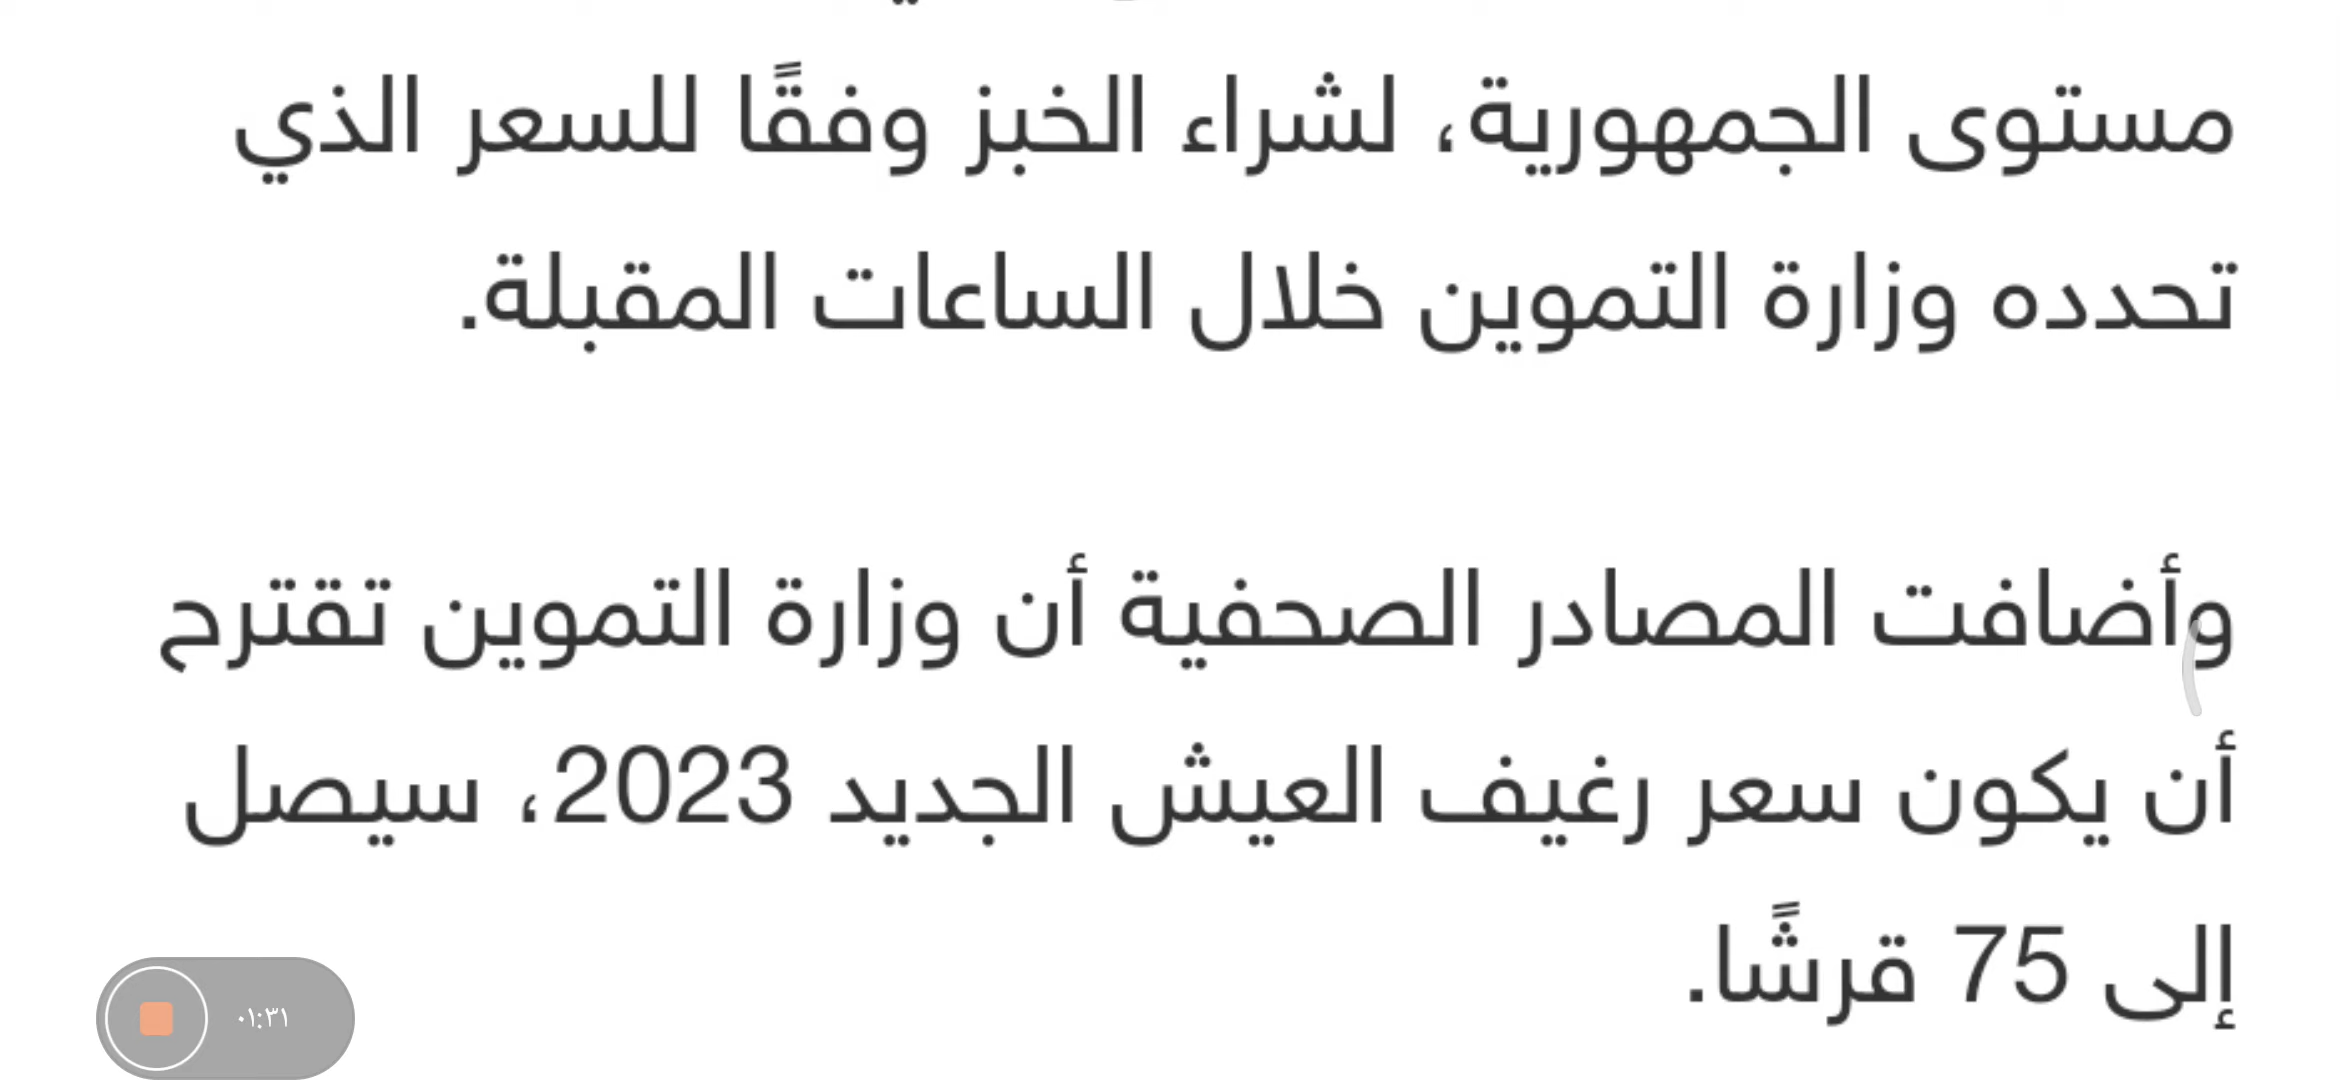 مستوى الجمهورية، لشراء الخبز وفقًا للسعر الذي
تحدده وزارة التموين خلال الساعات المقبلة.
وأضافت المصادر الصحفية أن وزارة التموين تقترح
أن يكون سعر رغيف العيش الجديد 2023، سيصل
إلى 75 قرشًا.
٠١:٣١